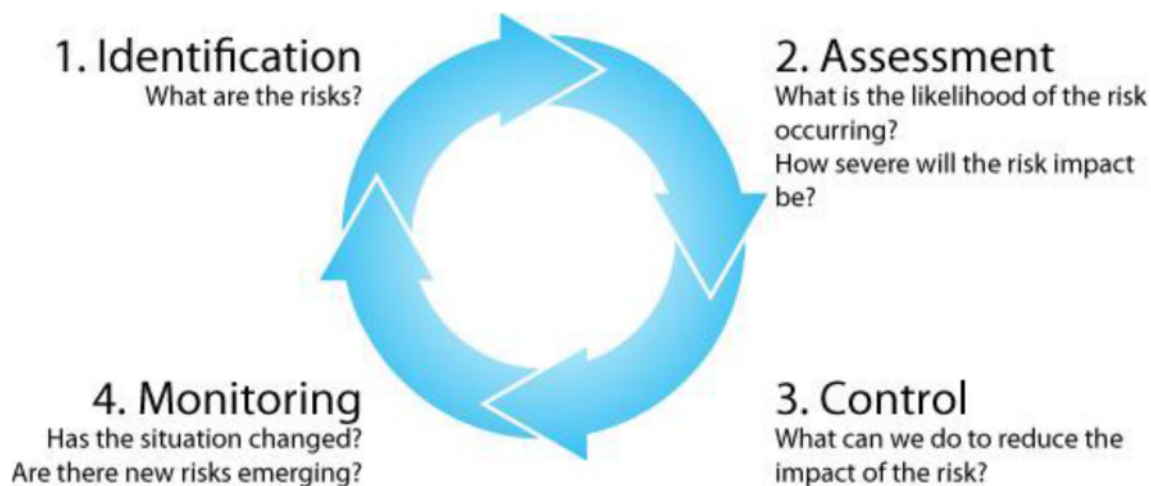 1. Identification
What are the risks?
2. Assessment
What is the likelihood of the risk
occurring?
How severe will the risk impact
be?
3. Control
What can we do to reduce the
impact of the risk?
4. Monitoring
Has the situation changed?
Are there new risks emerging?